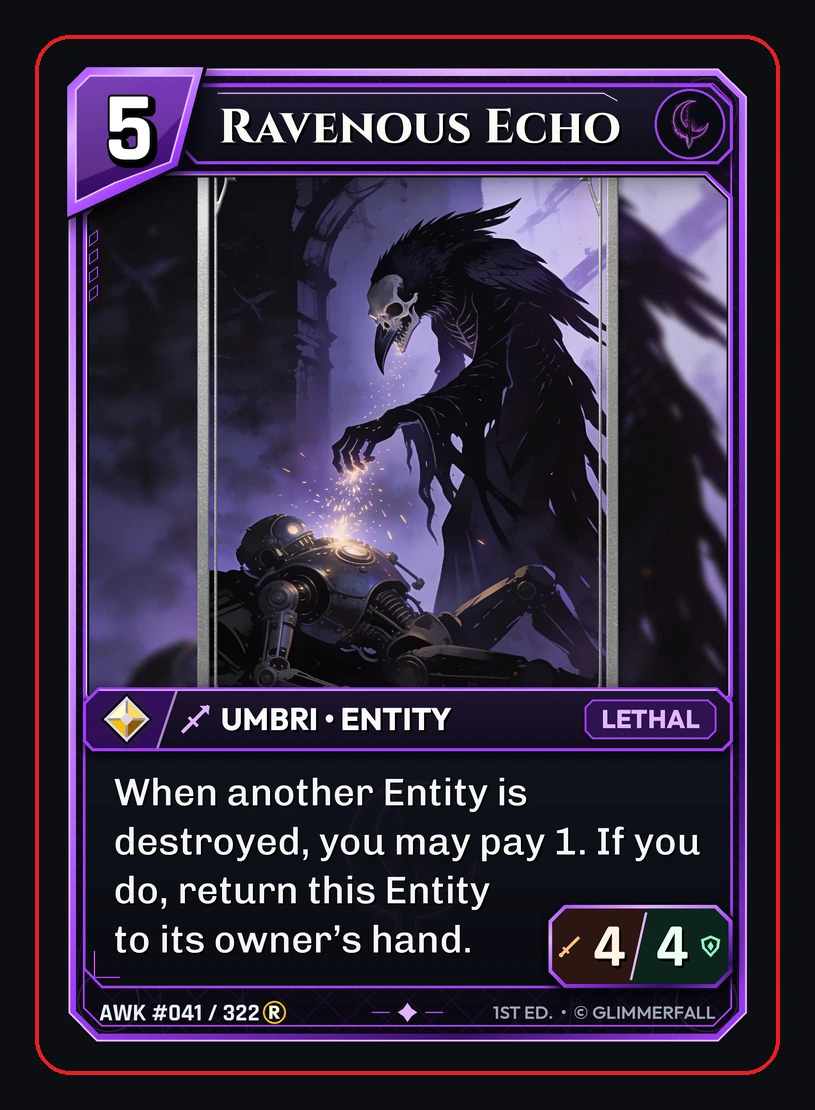 5
RAVENOUS ECHO
UMBRI • ENTITY
LETHAL
When another Entity is
destroyed, you may pay 1. If you
do, return this Entity
to its owner’s hand.
4/4
AWK #041 / 322 R
1ST ED. • © GLIMMERFALL